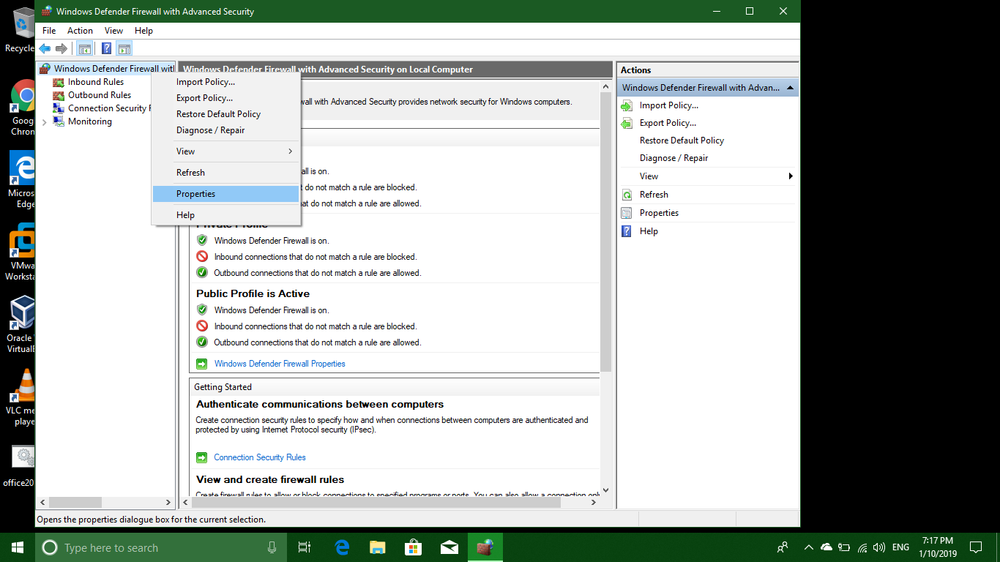 Windows Defender Firewall with Advanced Security
File Action View Help
Recycle
Goog
Chron
Micros
Edge
VMwa
Worksta
Oracle
Virtual
VLC me
playe
office20
Windows Defender Firewall with
Inbound Rules
Outbound Rules
Connection Security R
Monitoring
Import Policy...
Export Policy...
Restore Default Policy
Diagnose / Repair
View
Refresh
Properties
Help
Windows Defender Firewall with Advanced Security on Local Computer
wall with Advanced Security provides network security for Windows computers.
ll is on.
t do not match a rule are blocked.
hat do not match a rule are allowed.
Private Profile
Windows Defender Firewall is on.
Inbound connections that do not match a rule are blocked.
Outbound connections that do not match a rule are allowed.
Public Profile is Active
Windows Defender Firewall is on.
Inbound connections that do not match a rule are blocked.
Outbound connections that do not match a rule are allowed.
Windows Defender Firewall Properties
Getting Started
Authenticate communications between computers
Create connection security rules to specify how and when connections between computers are authenticated and
protected by using Internet Protocol security (IPsec).
Connection Security Rules
View and create firewall rules
Create firewall rules to allow or block connections to specified programs or ports. You can also allow a connection only
Actions
Windows Defender Firewall with Advan...
Import Policy...
Export Policy...
Restore Default Policy
Diagnose / Repair
View
Refresh
Properties
Help
Opens the properties dialogue box for the current selection.
Type here to search
ENG
7:17 PM
1/10/2019